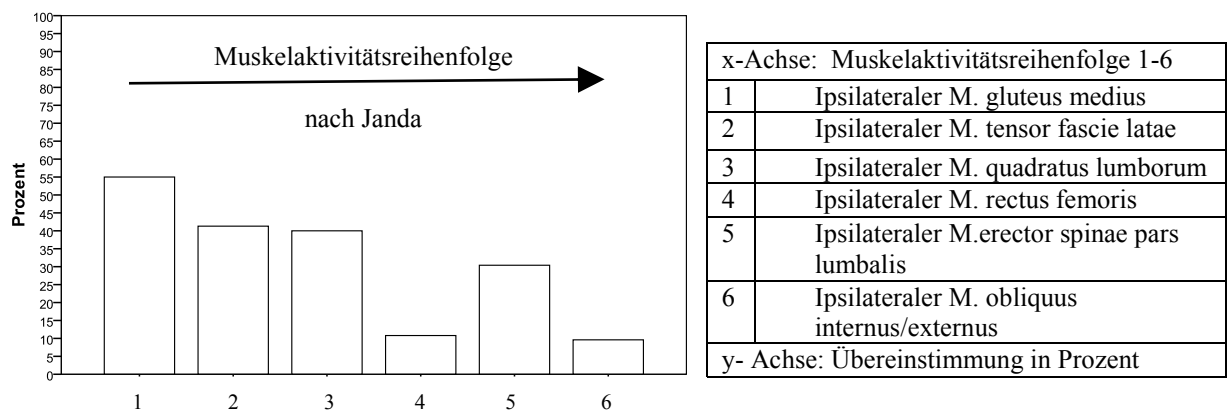 100
95
90
85
80
75
70
65
60
55
50
45
40
35
30
25
20
15
10
5
0
Prozent
Muskelaktivitätsreihenfolge
nach Janda
1 2 3 4 5 6
x-Achse: Muskelaktivitätsreihenfolge 1-6
1 Ipsilateraler M. gluteus medius
2 Ipsilateraler M. tensor fascie latae
3 Ipsilateraler M. quadratus lumborum
4 Ipsilateraler M. rectus femoris
5 Ipsilateraler M.erector spinae pars
lumbalis
6 Ipsilateraler M. obliquus
internus/externus
y- Achse: Übereinstimmung in Prozent